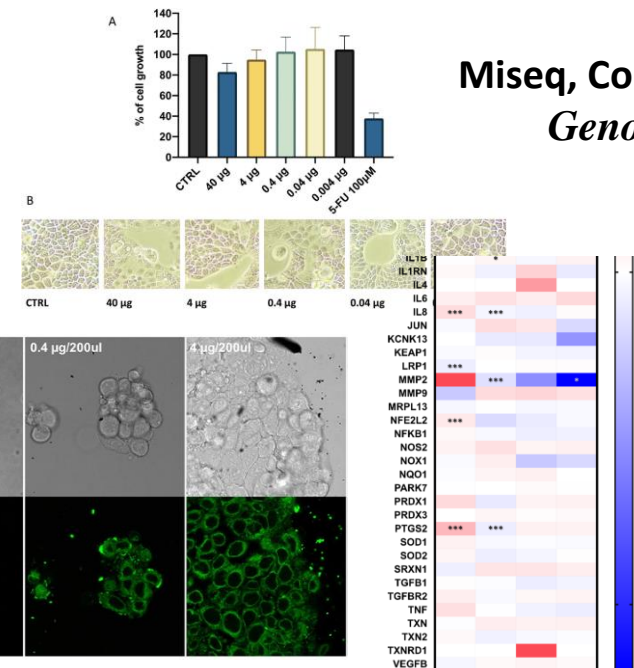 A
140
120
100
80
60
40
20
0
% of cell growth
CTRL
40 µg
4 µg
0.4 µg
0.04 µg
0.004 µg
5-FU 100µM
Miseq, Co
Geno
B
CTRL
40 µg
4 µg
0.4 µg
0.04 µg
0.4 µg/200ul
4 µg/200ul
IL1B *
IL1RN
IL4
IL6
IL8 *** ***
JUN
KCNK13
KEAP1
LRP1 ***
MMP2 *** *
MMP9
MRPL13
NFE2L2 ***
NFKB1
NOS2
NOX1
NQO1
PARK7
PRDX1
PRDX3
PTGS2 *** ***
SOD1
SOD2
SRXN1
TGFB1
TGFBR2
TNF
TXN
TXN2
TXNRD1
VEGFB